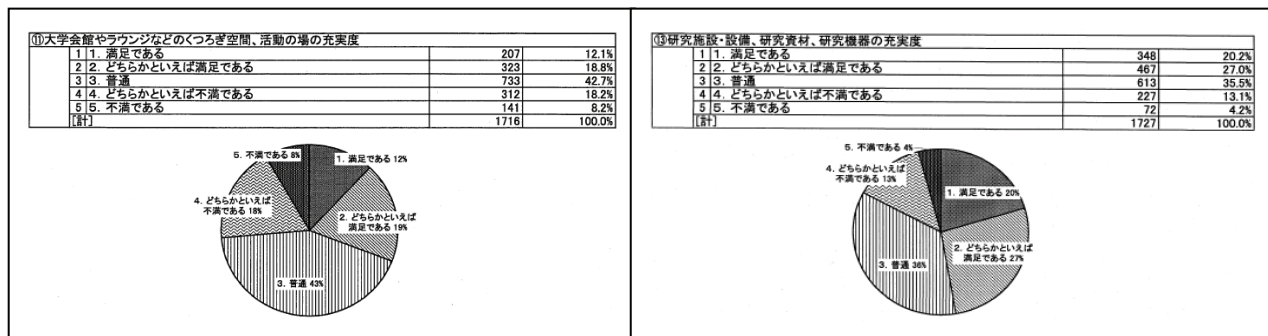 ⑪大学会館やラウンジなどのくつろぎ空間、活動の場の充実度
1 1. 満足である 207 12.1%
2 2. どちらかといえば満足である 323 18.8%
3 3. 普通 733 42.7%
4 4. どちらかといえば不満である 312 18.2%
5 5. 不満である 141 8.2%
[計] 1716 100.0%
5. 不満である 8%
1. 満足である 12%
4. どちらかといえば
不満である 18%
2. どちらかといえば
満足である 19%
3. 普通 43%
⑬研究施設・設備、研究資材、研究機器の充実度
1 1. 満足である 348 20.2%
2 2. どちらかといえば満足である 467 27.0%
3 3. 普通 613 35.5%
4 4. どちらかといえば不満である 227 13.1%
5 5. 不満である 72 4.2%
[計] 1727 100.0%
5. 不満である 4%
4. どちらかといえば
不満である 13%
1. 満足である 20%
2. どちらかといえば
満足である 27%
3. 普通 36%